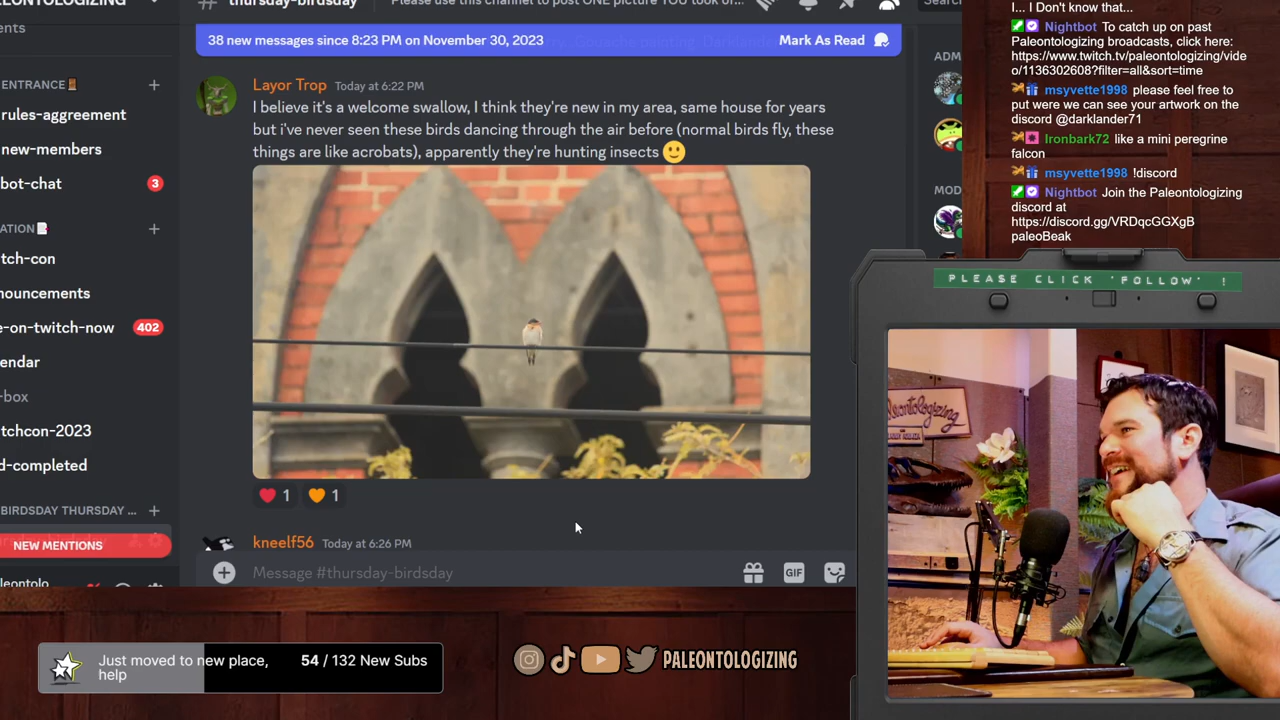 LEONTOLOGIZING
ents
ENTRANCE
rules-aggreement
new-members
bot-chat
3
ATION
tch-con
nouncements
e-on-twitch-now
402
endar
-box
tchcon-2023
d-completed
BIRDSDAY THURSDAY ...
NEW MENTIONS
leontolo
thursday-birdsday
Please use this channel to post ONE picture YOU took of...
38 new messages since 8:23 PM on November 30, 2023
Mark As Read
Layor Trop Today at 6:22 PM
I believe it's a welcome swallow, I think they're new in my area, same house for years
but i've never seen these birds dancing through the air before (normal birds fly, these
things are like acrobats), apparently they're hunting insects
1 1
kneelf56 Today at 6:26 PM
Message #thursday-birdsday
GIF
Search
ADM
MOD
I... I Don't know that...
Nightbot To catch up on past
Paleontologizing broadcasts, click here:
https://www.twitch.tv/paleontologizing/vide
o/1136302608?filter=all&sort=time
msyvette1998 please feel free to
put were we can see your artwork on the
discord @darklander71
Ironbark72 like a mini peregrine
falcon
msyvette1998 !discord
Nightbot Join the Paleontologizing
discord at
https://discord.gg/VRDqcGGXgB
paleoBeak
PLEASE CLICK 'FOLLOW' !
Paleontologizing
Just moved to new place,
help
54 / 132 New Subs
PALEONTOLOGIZING